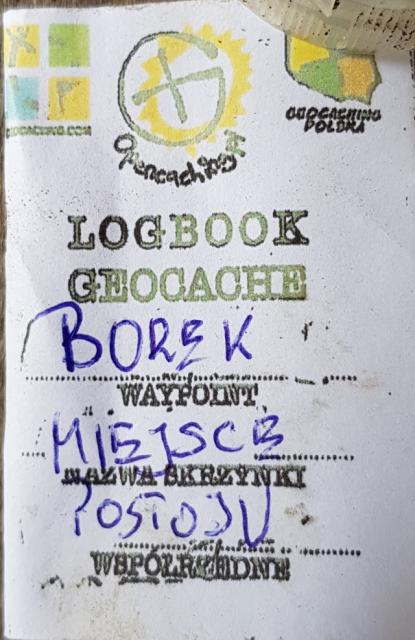 GEOCACHING.COM
Opencaching.pl
GEOCACHING
POLSKA
LOGBOOK
GEOCACHE
BOREK
WAYPOINT
MIEJSCE
NAZWA SKRZYNKI
POSTOJU
WSPÓŁRZĘDNE